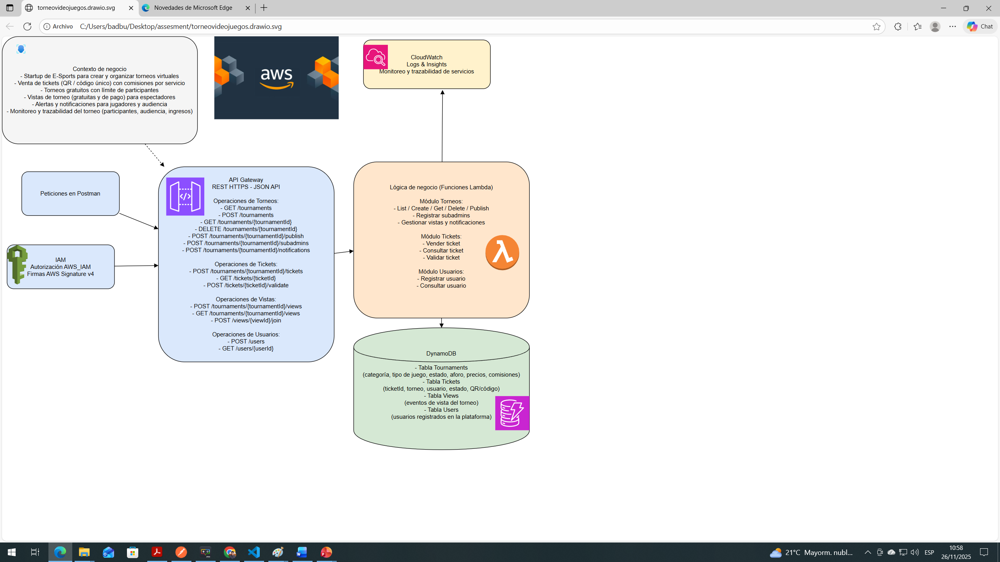 torneovideojuegos.drawio.svg
Novedades de Microsoft Edge
Archivo
C:/Users/badbu/Desktop/assesment/torneovideojuegos.drawio.svg
Chat
Contexto de negocio
- Startup de E-Sports para crear y organizar torneos virtuales
- Venta de tickets (QR / código único) con comisiones por servicio
- Torneos gratuitos con límite de participantes
- Vistas de torneo (gratuitas y de pago) para espectadores
- Alertas y notificaciones para jugadores y audiencia
- Monitoreo y trazabilidad del torneo (participantes, audiencia, ingresos)
aws
CloudWatch
Logs & Insights
Monitoreo y trazabilidad de servicios
Peticiones en Postman
IAM
Autorización AWS_IAM
Firmas AWS Signature v4
API Gateway
REST HTTPS - JSON API
Operaciones de Torneos:
- GET /tournaments
- POST /tournaments
- GET /tournaments/{tournamentId}
- DELETE /tournaments/{tournamentId}
- POST /tournaments/{tournamentId}/publish
- POST /tournaments/{tournamentId}/subadmins
- POST /tournaments/{tournamentId}/notifications
Operaciones de Tickets:
- POST /tournaments/{tournamentId}/tickets
- GET /tickets/{ticketId}
- POST /tickets/{ticketId}/validate
Operaciones de Vistas:
- POST /tournaments/{tournamentId}/views
- GET /tournaments/{tournamentId}/views
- POST /views/{viewId}/join
Operaciones de Usuarios:
- POST /users
- GET /users/{userId}
Lógica de negocio (Funciones Lambda)
Módulo Torneos:
- List / Create / Get / Delete / Publish
- Registrar subadmins
- Gestionar vistas y notificaciones
Módulo Tickets:
- Vender ticket
- Consultar ticket
- Validar ticket
Módulo Usuarios:
- Registrar usuario
- Consultar usuario
DynamoDB
- Tabla Tournaments
(categoría, tipo de juego, estado, aforo, precios, comisiones)
- Tabla Tickets
(ticketId, torneo, usuario, estado, QR/código)
- Tabla Views
(eventos de vista del torneo)
- Tabla Users
(usuarios registrados en la plataforma)
21°C Mayorm. nubl...
ESP
10:58
26/11/2025